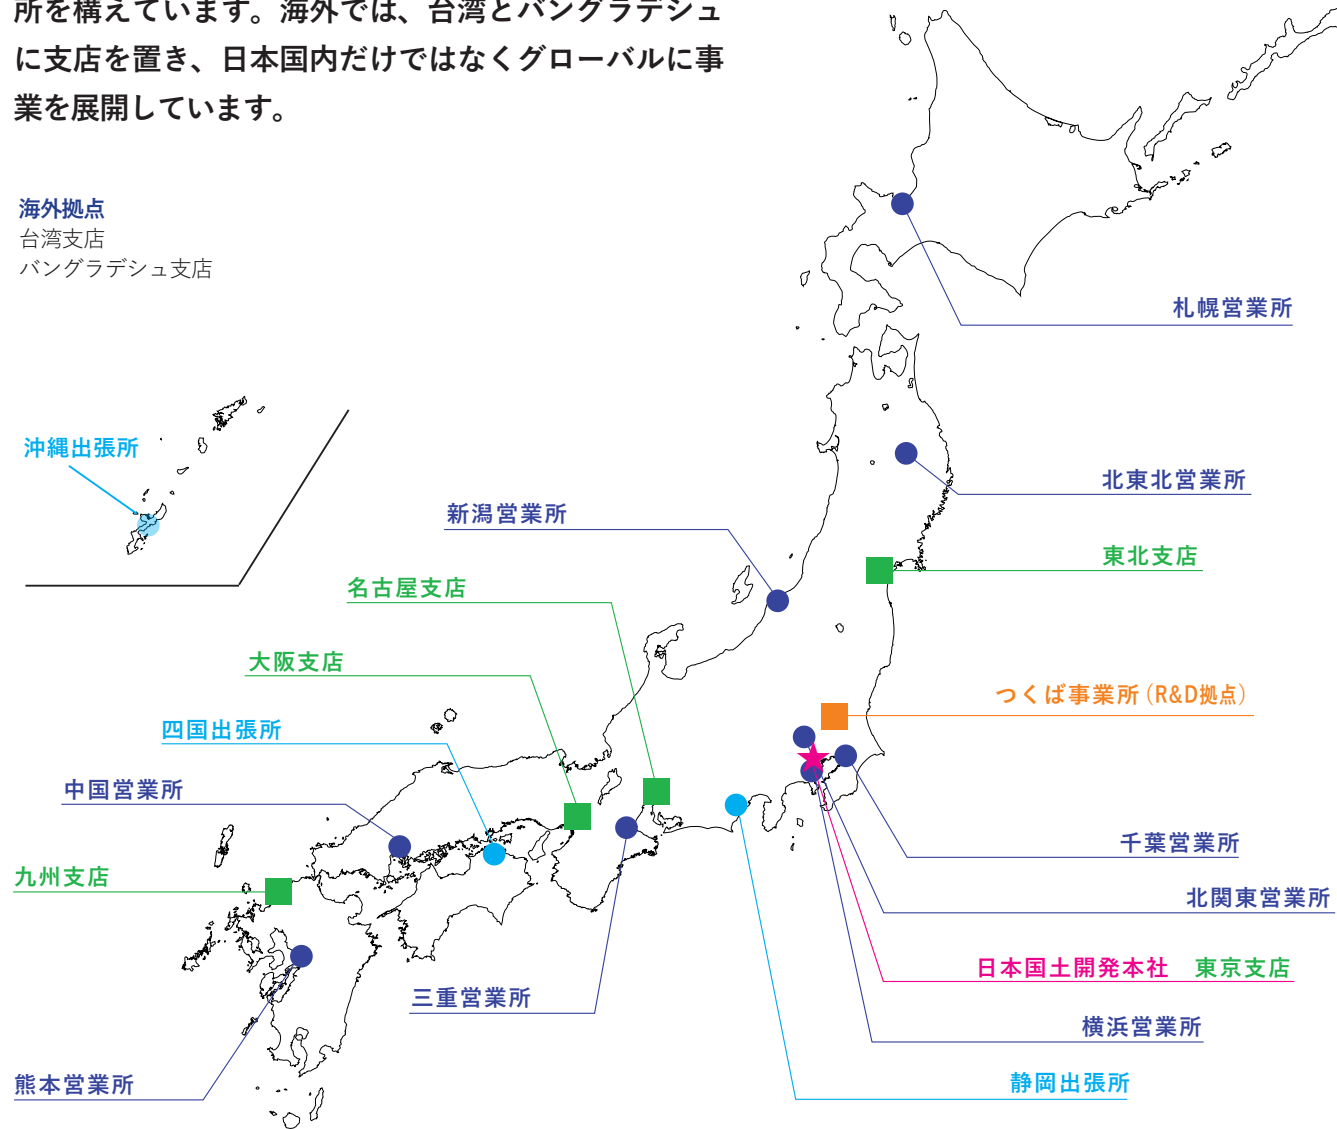 所を構えています。海外では、台湾とバングラデシュ
に支店を置き、日本国内だけではなくグローバルに事
業を展開しています。
海外拠点
台湾支店
バングラデシュ支店
札幌営業所
沖縄出張所
北東北営業所
新潟営業所
東北支店
名古屋支店
大阪支店
つくば事業所（R&D拠点）
四国出張所
中国営業所
千葉営業所
九州支店
北関東営業所
日本国土開発本社 東京支店
三重営業所
横浜営業所
静岡出張所
熊本営業所